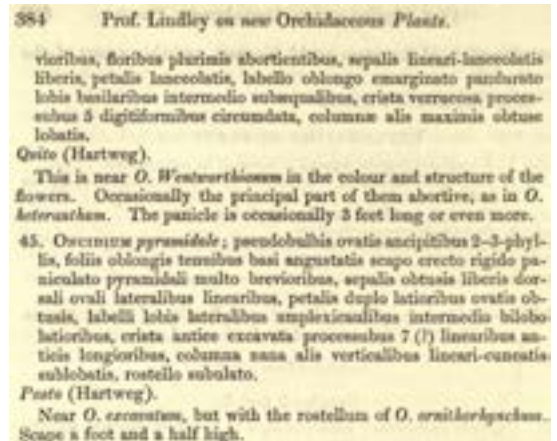 384 Prof. Lindley on new Orchidaceous Plants.
vioribus, floribus plurimis abortientibus, sepalis lineari-lanceolatis
liberis, petalis lanceolatis, labello oblongo emarginato pandurato
lobis basilaribus intermedio subæqualibus, crista verrucosa proces-
subus 5 digitiformibus circumdata, columnæ alis maximis obtuse
lobatis.
Quito (Hartweg).
This is near O. Wentworthianum in the colour and structure of the
flowers. Occasionally the principal part of them abortive, as in O.
heteranthum. The panicle is occasionally 3 feet long or even more.
45. ONCIDIUM pyramidale; pseudobulbis ovatis ancipitibus 2-3-phyl-
lis, foliis oblongis tenuibus basi angustatis scapo erecto rigido pa-
niculato pyramidali multo brevioribus, sepalis obtusis liberis dor-
sali ovali lateralibus linearibus, petalis duplo latioribus ovatis ob-
tusis, labelli lobis lateralibus amplexicaulibus intermedio bilobo
latioribus, crista antice excavata processubus 7 (?) linearibus an-
ticis longioribus, columna nana alis verticalibus lineari-cuneatis
sublobatis, rostello subulato.
Pasto (Hartweg).
Near O. excavatum, but with the rostellum of O. ornithorhynchum.
Scape a foot and a half high.